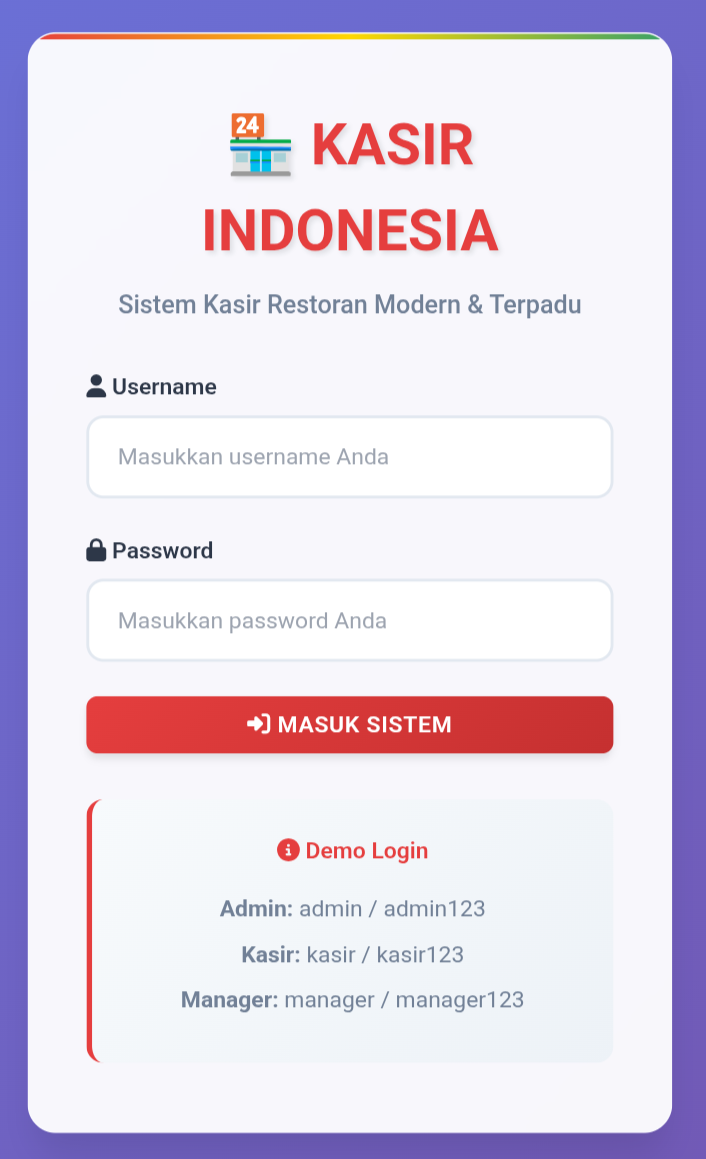 24 KASIR
INDONESIA
Sistem Kasir Restoran Modern & Terpadu
Username
Masukkan username Anda
Password
Masukkan password Anda
MASUK SISTEM
Demo Login
Admin: admin / admin123
Kasir: kasir / kasir123
Manager: manager / manager123